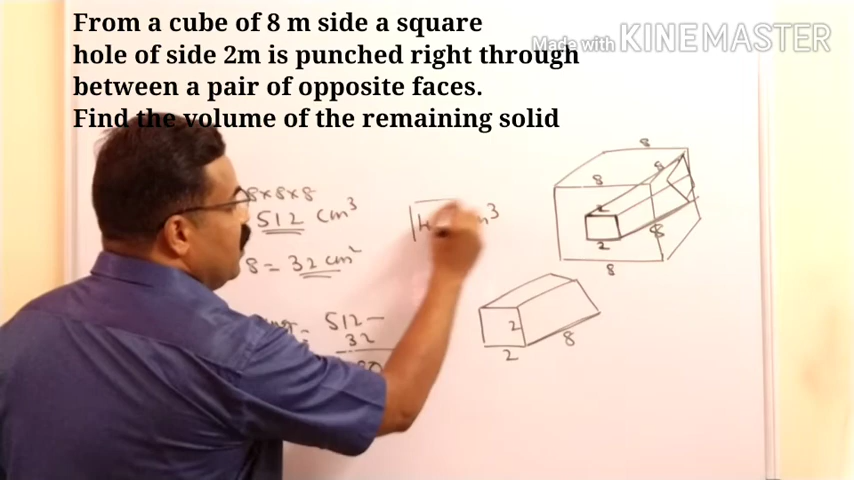 From a cube of 8 m side a square
Made with KINEMASTER
hole of side 2m is punched right through
between a pair of opposite faces.
Find the volume of the remaining solid
8×8×8
512 cm³
8 = 32 cm²
512 –
32
8
8
8
2
2
8
8
2
2
8